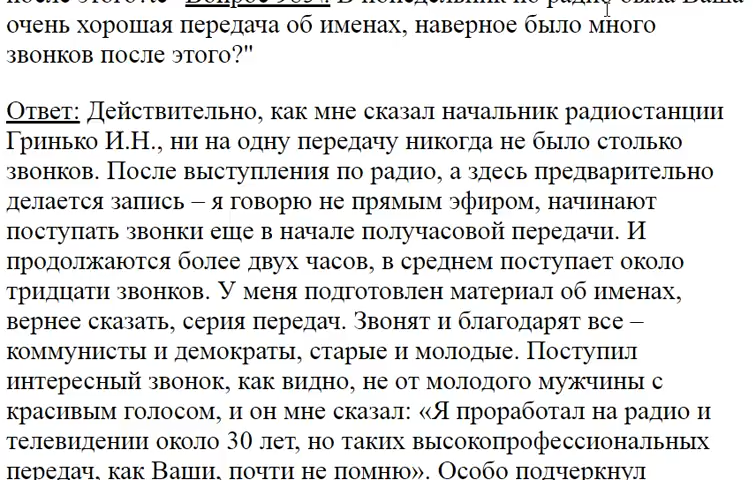 после этого?
очень хорошая передача об именах, наверное было много
звонков после этого?"
Ответ: Действительно, как мне сказал начальник радиостанции
Гринько И.Н., ни на одну передачу никогда не было столько
звонков. После выступления по радио, а здесь предварительно
делается запись – я говорю не прямым эфиром, начинают
поступать звонки еще в начале получасовой передачи. И
продолжаются более двух часов, в среднем поступает около
тридцати звонков. У меня подготовлен материал об именах,
вернее сказать, серия передач. Звонят и благодарят все –
коммунисты и демократы, старые и молодые. Поступил
интересный звонок, как видно, не от молодого мужчины с
красивым голосом, и он мне сказал: «Я проработал на радио и
телевидении около 30 лет, но таких высокопрофессиональных
передач, как Ваши, почти не помню». Особо подчеркнул